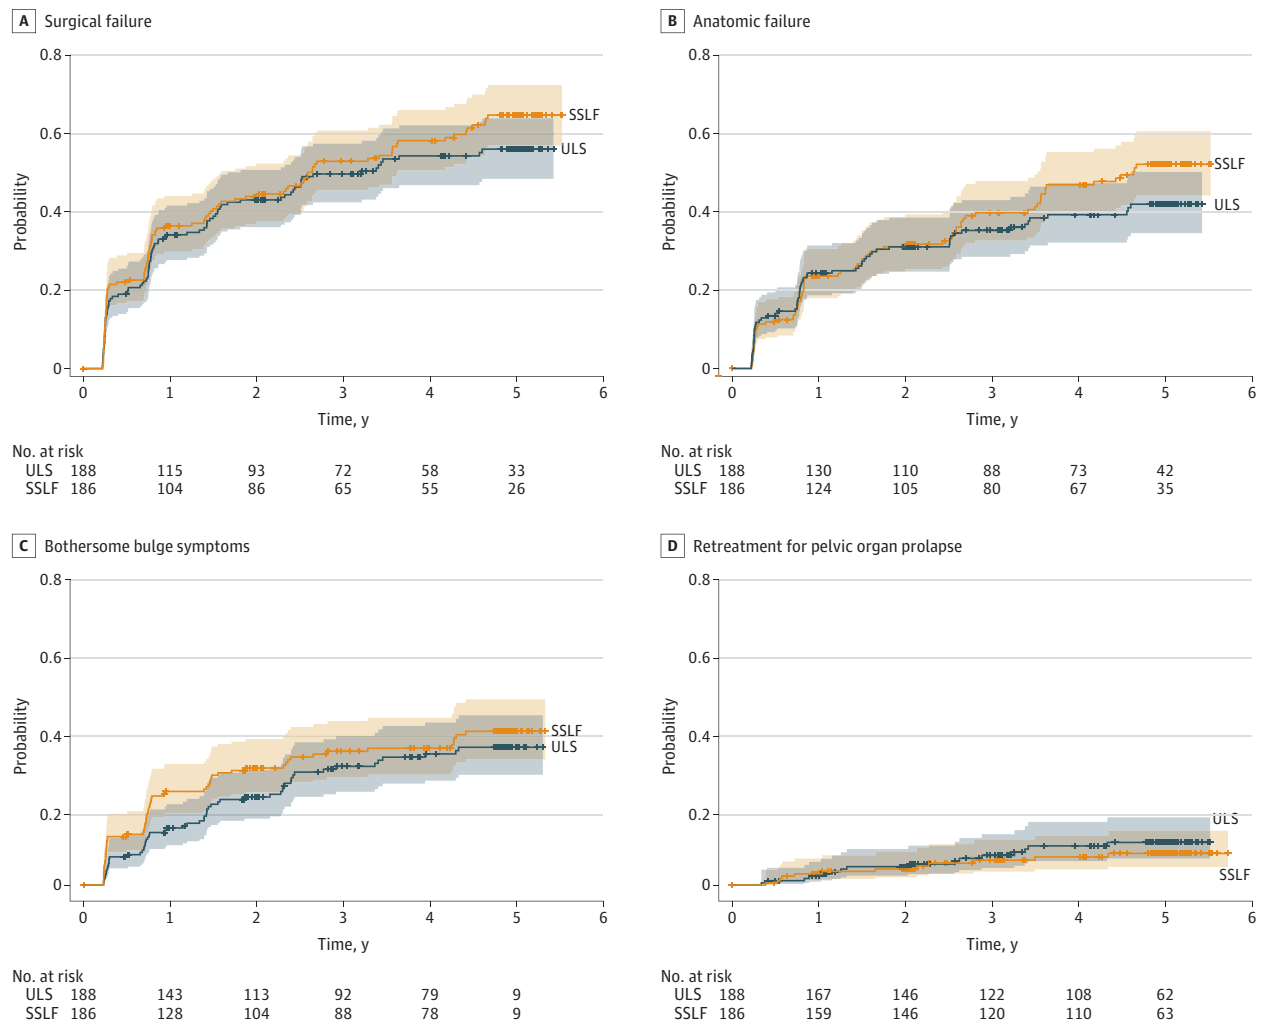 A Surgical failure
0.8
0.6
0.4
0.2
0
Probability
SSLF
ULS
0 1 2 3 4 5 6
Time, y
No. at risk
ULS 188 115 93 72 58 33
SSLF 186 104 86 65 55 26
B Anatomic failure
0.8
0.6
0.4
0.2
0
Probability
SSLF
ULS
0 1 2 3 4 5 6
Time, y
No. at risk
ULS 188 130 110 88 73 42
SSLF 186 124 105 80 67 35
C Bothersome bulge symptoms
0.8
0.6
0.4
0.2
0
Probability
SSLF
ULS
0 1 2 3 4 5 6
Time, y
No. at risk
ULS 188 143 113 92 79 9
SSLF 186 128 104 88 78 9
D Retreatment for pelvic organ prolapse
0.8
0.6
0.4
0.2
0
Probability
ULS
SSLF
0 1 2 3 4 5 6
Time, y
No. at risk
ULS 188 167 146 122 108 62
SSLF 186 159 146 120 110 63